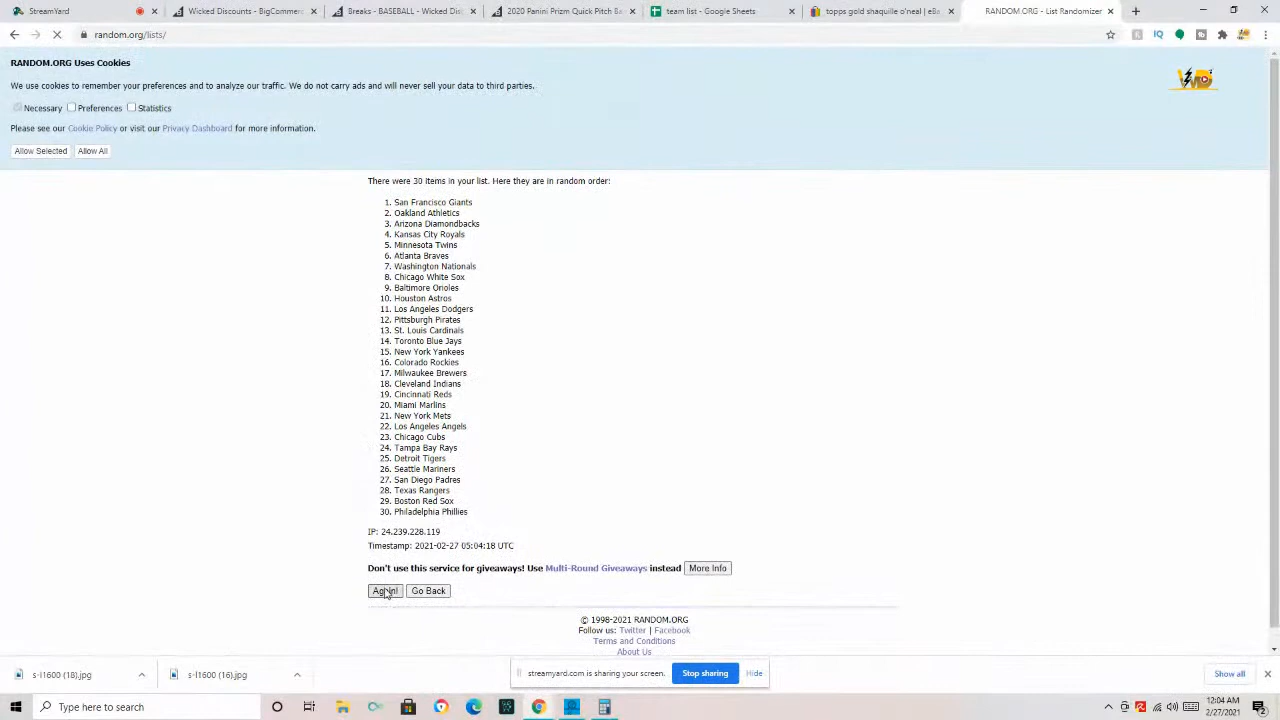 StreamYard
Wicked Discounts - BigCommerc
Breaks - BASEBALL - Wicked Dis
2020 Panini Prizm Quick Pitch Ba
team list - Google Sheets
topps gold shaquille o'neal | eBa
RANDOM.ORG - List Randomizer
random.org/lists/
RANDOM.ORG Uses Cookies
We use cookies to remember your preferences and to analyze our traffic. We do not carry ads and will never sell your data to third parties.
Necessary Preferences Statistics
Please see our Cookie Policy or visit our Privacy Dashboard for more information.
Allow Selected Allow All
There were 30 items in your list. Here they are in random order:
1. San Francisco Giants
2. Oakland Athletics
3. Arizona Diamondbacks
4. Kansas City Royals
5. Minnesota Twins
6. Atlanta Braves
7. Washington Nationals
8. Chicago White Sox
9. Baltimore Orioles
10. Houston Astros
11. Los Angeles Dodgers
12. Pittsburgh Pirates
13. St. Louis Cardinals
14. Toronto Blue Jays
15. New York Yankees
16. Colorado Rockies
17. Milwaukee Brewers
18. Cleveland Indians
19. Cincinnati Reds
20. Miami Marlins
21. New York Mets
22. Los Angeles Angels
23. Chicago Cubs
24. Tampa Bay Rays
25. Detroit Tigers
26. Seattle Mariners
27. San Diego Padres
28. Texas Rangers
29. Boston Red Sox
30. Philadelphia Phillies
IP: 24.239.228.119
Timestamp: 2021-02-27 05:04:18 UTC
Don't use this service for giveaways! Use Multi-Round Giveaways instead More Info
Again! Go Back
© 1998-2021 RANDOM.ORG
Follow us: Twitter | Facebook
Terms and Conditions
About Us
s-l1600 (18).jpg
s-l1600 (16).jpg
streamyard.com is sharing your screen. Stop sharing Hide
Show all
Type here to search
12:04 AM
2/27/2021